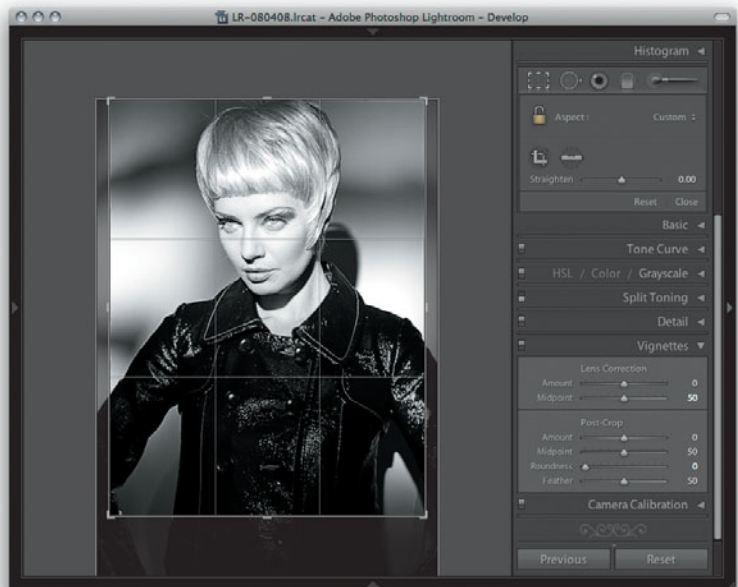 LR-080408.lrcat - Adobe Photoshop Lightroom - Develop
Histogram
Aspect : Custom
Straighten 0.00
Reset Close
Basic
Tone Curve
HSL / Color / Grayscale
Split Toning
Detail
Vignettes
Lens Correction
Amount 0
Midpoint 50
Post-Crop
Amount 0
Midpoint 50
Roundness 0
Feather 50
Camera Calibration
Previous Reset